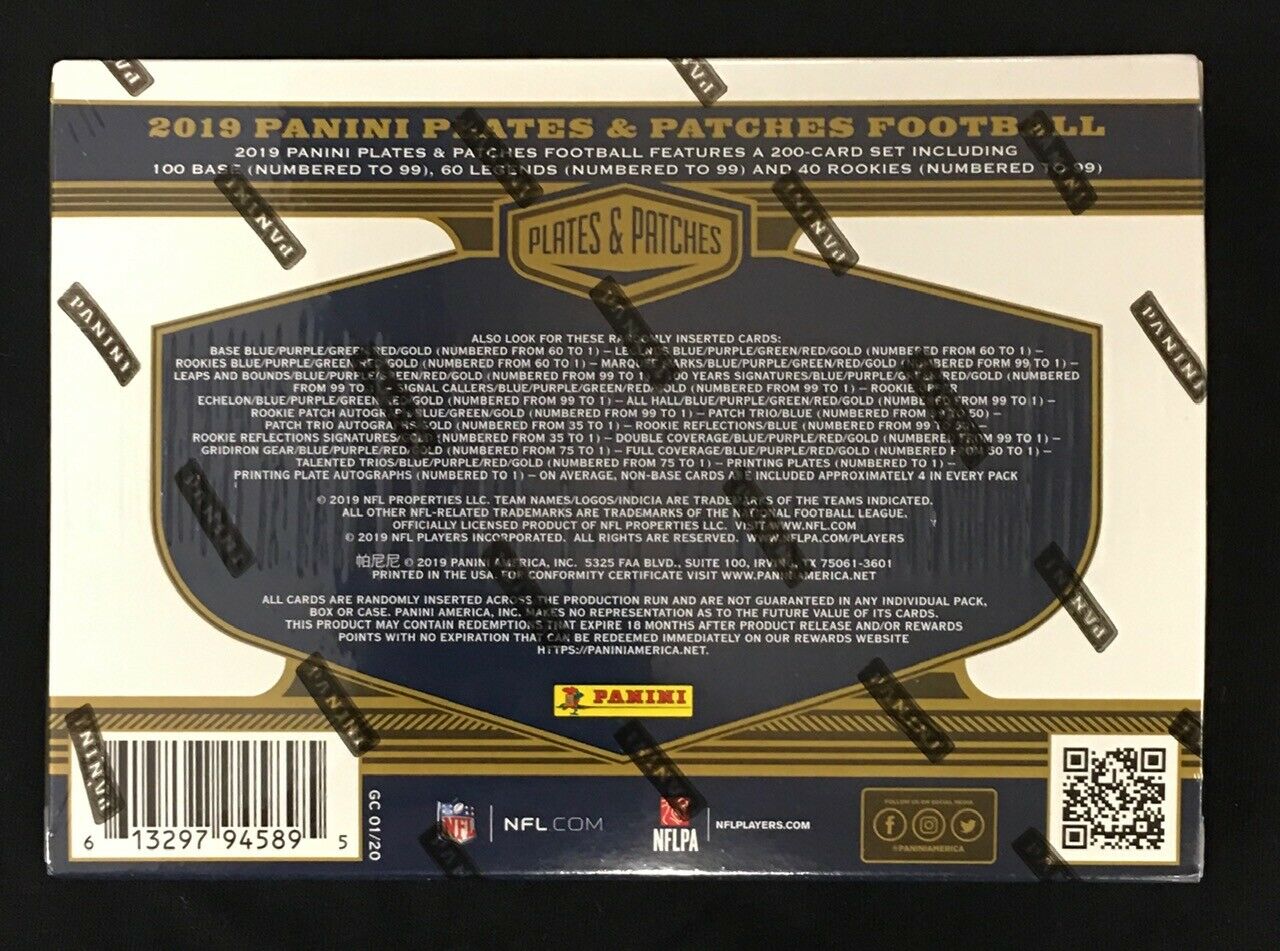 2019 PANINI PLATES & PATCHES FOOTBALL
2019 PANINI PLATES & PATCHES FOOTBALL FEATURES A 200-CARD SET INCLUDING
100 BASE (NUMBERED TO 99), 60 LEGENDS (NUMBERED TO 99) AND 40 ROOKIES (NUMBERED TO 99)
PLATES & PATCHES
ALSO LOOK FOR THESE RANDOMLY INSERTED CARDS:
BASE BLUE/PURPLE/GREEN/RED/GOLD (NUMBERED FROM 60 TO 1) – LEGENDS BLUE/PURPLE/GREEN/RED/GOLD (NUMBERED FROM 60 TO 1) –
ROOKIES BLUE/PURPLE/GREEN/RED/GOLD (NUMBERED FROM 60 TO 1) – MARQUE MARKS/BLUE/PURPLE/GREEN/RED/GOLD (NUMBERED FORM 99 TO 1) –
LEAPS AND BOUNDS/BLUE/PURPLE/GREEN/RED/GOLD (NUMBERED FROM 99 TO 1) – 100 YEARS SIGNATURES/BLUE/PURPLE/GREEN/RED/GOLD (NUMBERED
FROM 99 TO 1) – SIGNAL CALLERS/BLUE/PURPLE/GREEN/RED/GOLD (NUMBERED FROM 99 TO 1) – ROOKIE
ECHELON/BLUE/PURPLE/GREEN/RED/GOLD (NUMBERED FROM 99 TO 1) – ALL HALL/BLUE/PURPLE/GREEN/RED/GOLD (NUMBERED FROM 99 TO 1) –
ROOKIE PATCH AUTOGRAPHS BLUE/GREEN/GOLD (NUMBERED FROM 99 TO 1) – PATCH TRIO/BLUE (NUMBERED FROM 99 TO 50) –
PATCH TRIO AUTOGRAPHS GOLD (NUMBERED FROM 35 TO 1) – ROOKIE REFLECTIONS/BLUE (NUMBERED FROM 99 TO) –
ROOKIE REFLECTIONS SIGNATURES/GOLD (NUMBERED FROM 35 TO 1) – DOUBLE COVERAGE/BLUE/PURPLE/RED/GOLD (NUMBERED FROM 99 TO 1) –
GRIDIRON GEAR/BLUE/PURPLE/RED/GOLD (NUMBERED FROM 75 TO 1) – FULL COVERAGE/BLUE/PURPLE/RED/GOLD (NUMBERED FROM TO 1) –
TALENTED TRIOS/BLUE/PURPLE/RED/GOLD (NUMBERED FROM 75 TO 1) – PRINTING PLATES (NUMBERED TO 1) –
PRINTING PLATE AUTOGRAPHS (NUMBERED TO 1) – ON AVERAGE, NON-BASE CARDS ARE INCLUDED APPROXIMATELY 4 IN EVERY PACK
© 2019 NFL PROPERTIES LLC. TEAM NAMES/LOGOS/INDICIA ARE TRADEMARKS OF THE TEAMS INDICATED.
ALL OTHER NFL-RELATED TRADEMARKS ARE TRADEMARKS OF THE NATIONAL FOOTBALL LEAGUE.
OFFICIALLY LICENSED PRODUCT OF NFL PROPERTIES LLC. VISIT WWW.NFL.COM
© 2019 NFL PLAYERS INCORPORATED. ALL RIGHTS ARE RESERVED. WWW.NFLPA.COM/PLAYERS
帕尼尼 © 2019 PANINI AMERICA, INC. 5325 FAA BLVD., SUITE 100, IRVING, TX 75061-3601
PRINTED IN THE USA. FOR CONFORMITY CERTIFICATE VISIT WWW.PANINIAMERICA.NET
ALL CARDS ARE RANDOMLY INSERTED ACROSS THE PRODUCTION RUN AND ARE NOT GUARANTEED IN ANY INDIVIDUAL PACK,
BOX OR CASE. PANINI AMERICA, INC. MAKES NO REPRESENTATION AS TO THE FUTURE VALUE OF ITS CARDS.
THIS PRODUCT MAY CONTAIN REDEMPTIONS THAT EXPIRE 18 MONTHS AFTER PRODUCT RELEASE AND/OR REWARDS
POINTS WITH NO EXPIRATION THAT CAN BE REDEEMED IMMEDIATELY ON OUR REWARDS WEBSITE
HTTPS://PANINIAMERICA.NET.
PANINI
6 13297 94589 5
GC 01/20
NFL
NFL.COM
NFLPA
NFLPLAYERS.COM
FOLLOW US ON SOCIAL MEDIA
@PANINIAMERICA
PANINI
PANINI
PANINI
PANINI
PANINI
PANINI
PANINI
PANINI
PANINI